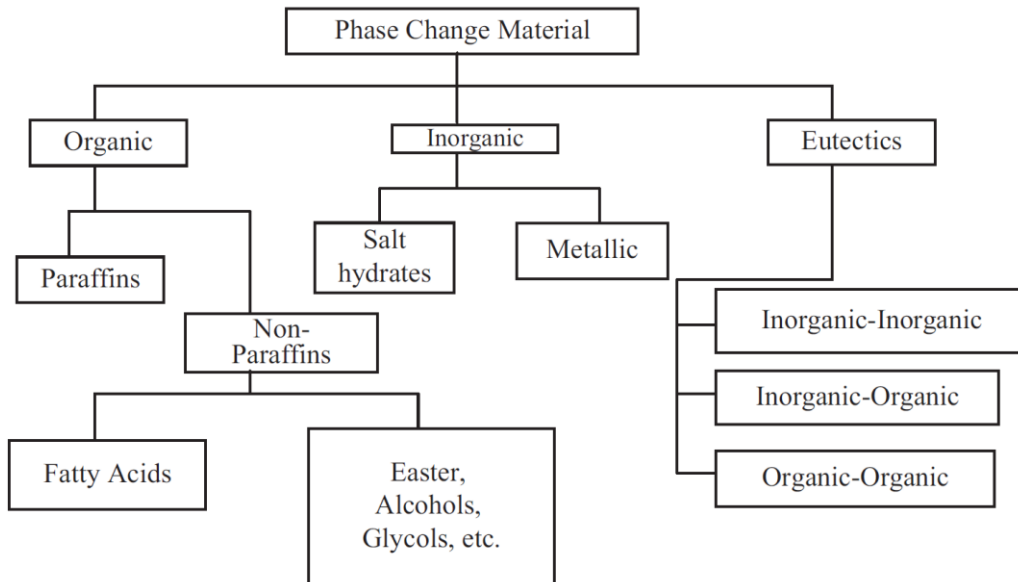 Phase Change Material
Organic
Inorganic
Eutectics
Paraffins
Salt
hydrates
Metallic
Non-
Paraffins
Inorganic-Inorganic
Inorganic-Organic
Organic-Organic
Fatty Acids
Easter,
Alcohols,
Glycols, etc.